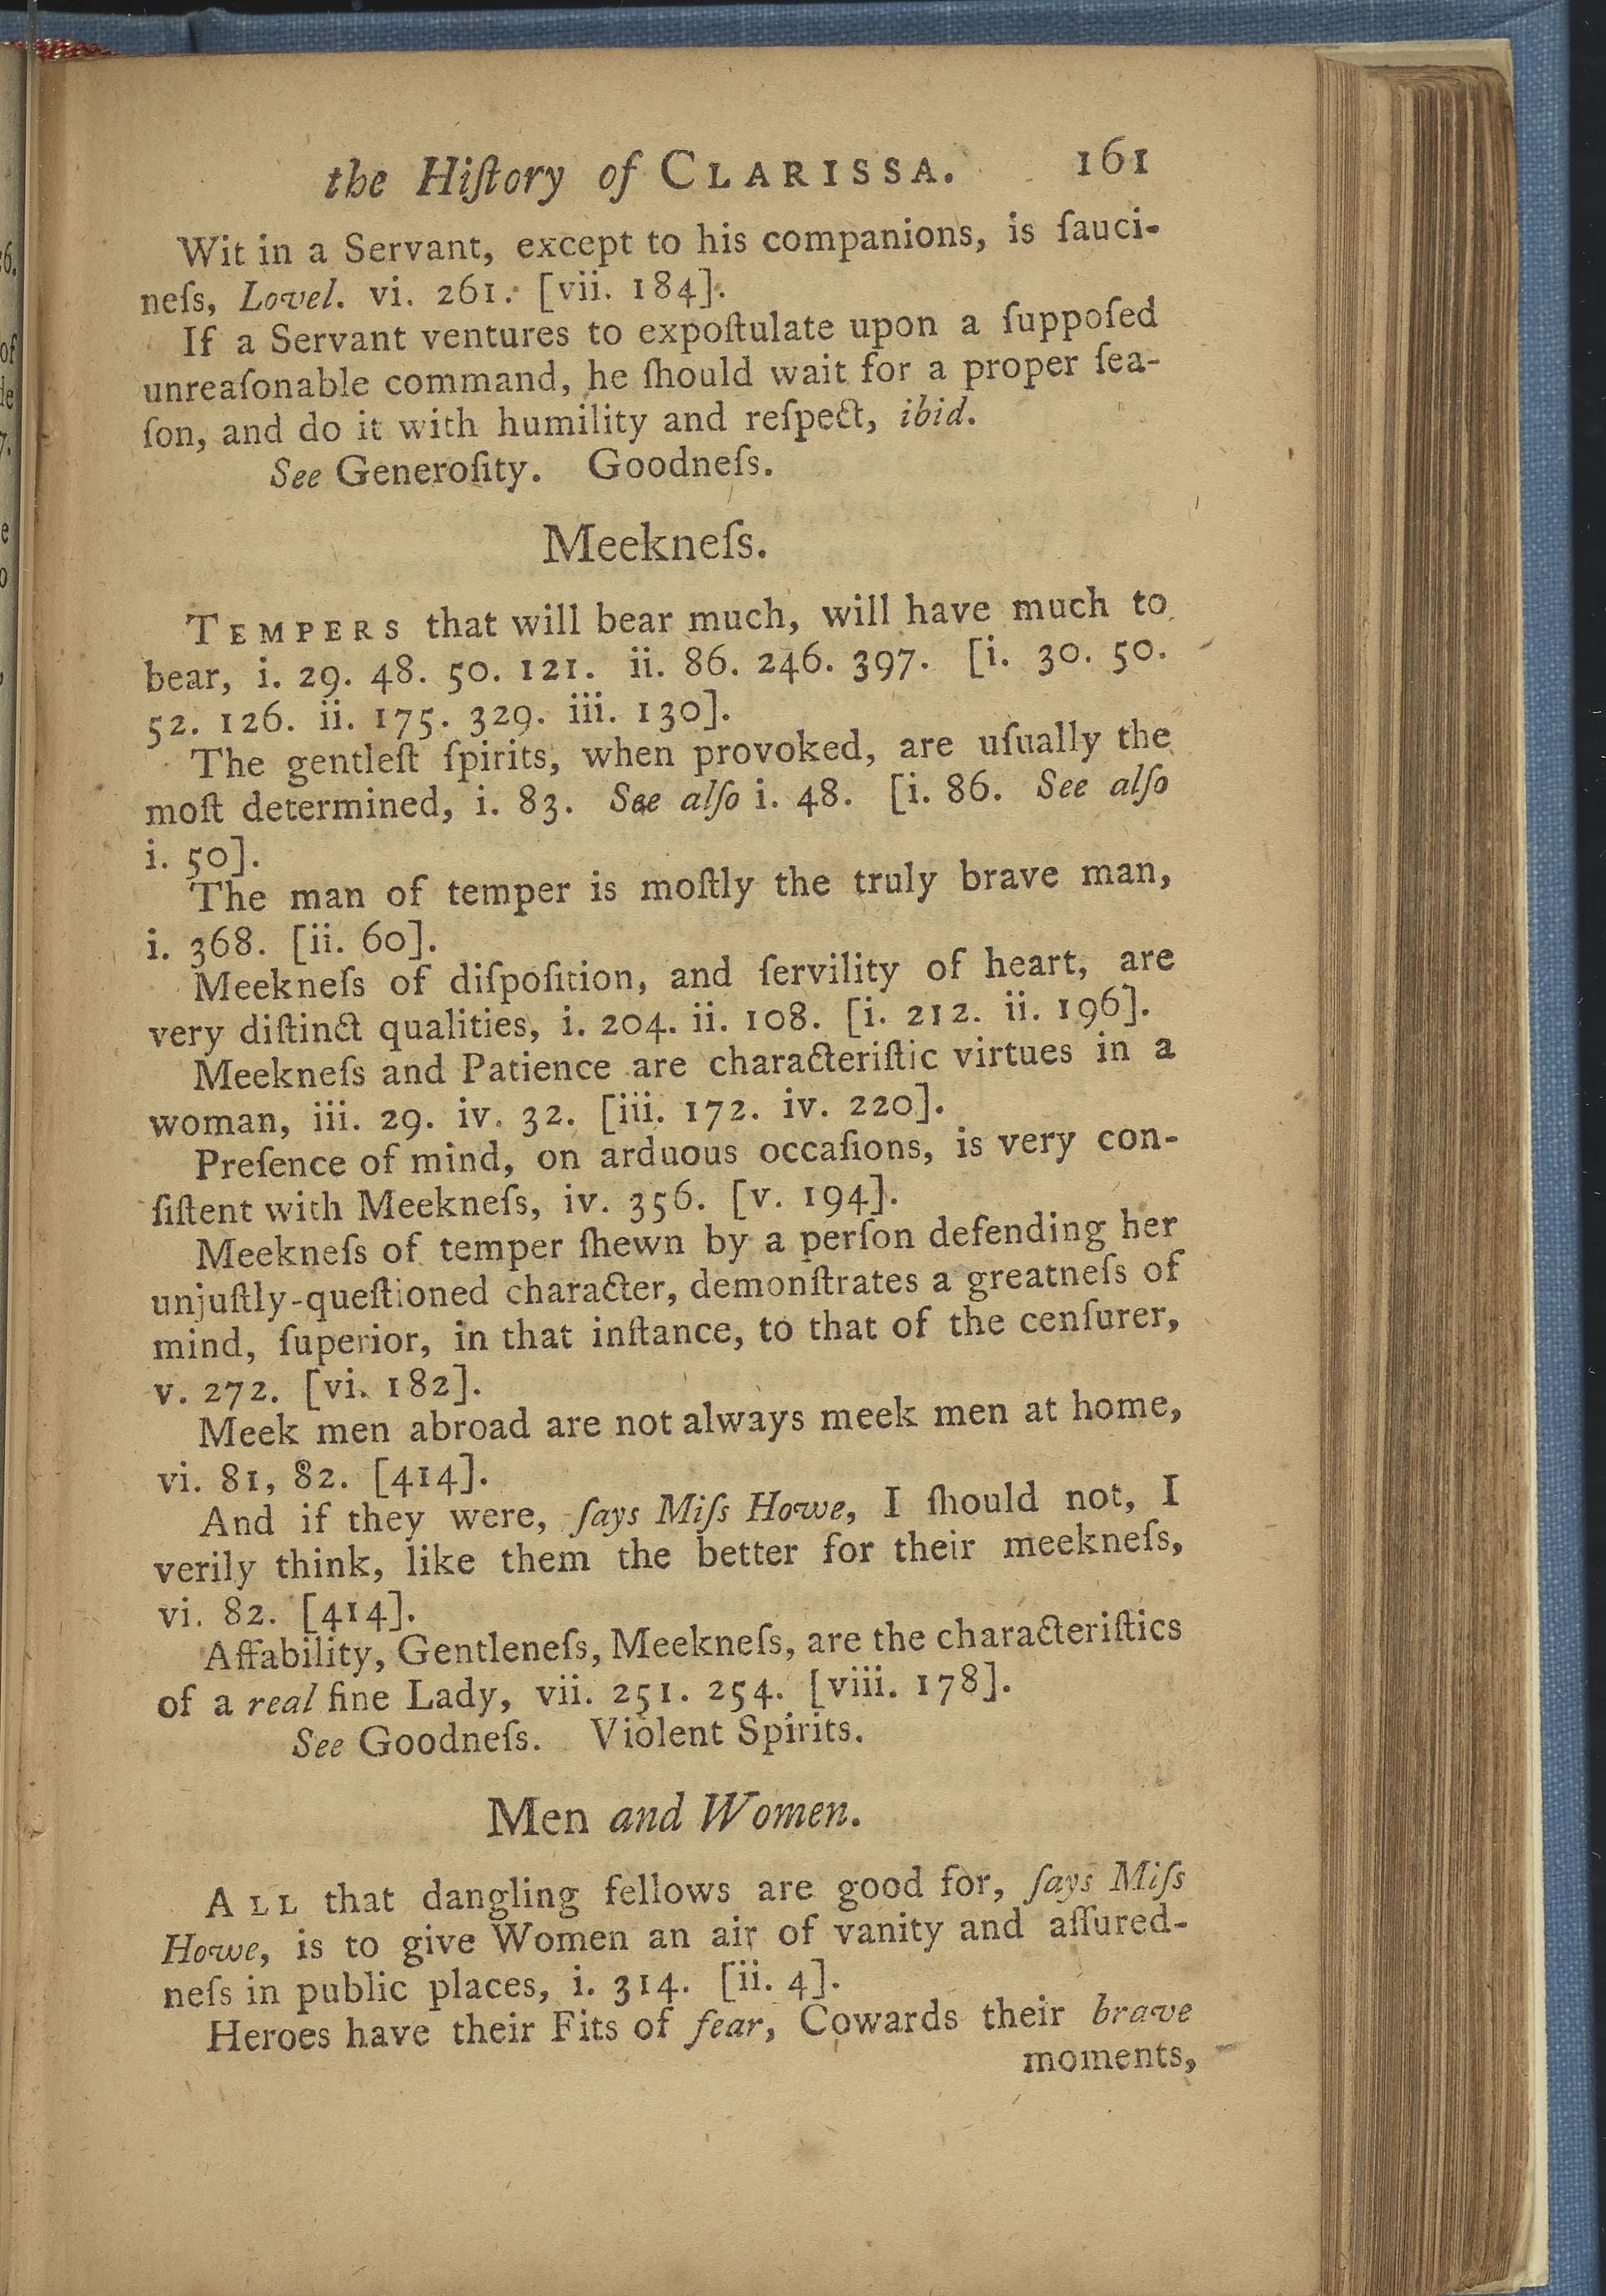 the Hiſtory of CLARISSA. 161
Wit in a Servant, except to his companions, is ſauci-
neſs, Lovel. vi. 261. [vii. 184].
If a Servant ventures to expoſtulate upon a ſuppoſed
unreaſonable command, he ſhould wait for a proper ſea-
ſon, and do it with humility and reſpect, ibid.
See Generoſity. Goodneſs.
Meekneſs.
TEMPERS that will bear much, will have much to
bear, i. 29. 48. 50. 121. ii. 86. 246. 397. [i. 30. 50.
52. 126. ii. 175. 329. iii. 130].
The gentleſt ſpirits, when provoked, are uſually the
moſt determined, i. 83. See alſo i. 48. [i. 86. See alſo
i. 50].
The man of temper is moſtly the truly brave man,
i. 368. [ii. 60].
Meekneſs of diſpoſition, and ſervility of heart, are
very diſtinct qualities, i. 204. ii. 108. [i. 212. ii. 196].
Meekneſs and Patience are characteriſtic virtues in a
woman, iii. 29. iv. 32. [iii. 172. iv. 220].
Preſence of mind, on arduous occaſions, is very con-
ſiſtent with Meekneſs, iv. 356. [v. 194].
Meekneſs of temper ſhewn by a perſon defending her
unjuſtly-queſtioned character, demonſtrates a greatneſs of
mind, ſuperior, in that inſtance, to that of the cenſurer,
v. 272. [vi. 182].
Meek men abroad are not always meek men at home,
vi. 81, 82. [414].
And if they were, ſays Miſs Howe, I ſhould not, I
verily think, like them the better for their meekneſs,
vi. 82. [414].
Affability, Gentleneſs, Meekneſs, are the characteriſtics
of a real fine Lady, vii. 251. 254. [viii. 178].
See Goodneſs. Violent Spirits.
Men and Women.
ALL that dangling fellows are good for, ſays Miſs
Howe, is to give Women an air of vanity and aſſured-
neſs in public places, i. 314. [ii. 4].
Heroes have their Fits of fear, Cowards their brave
moments,